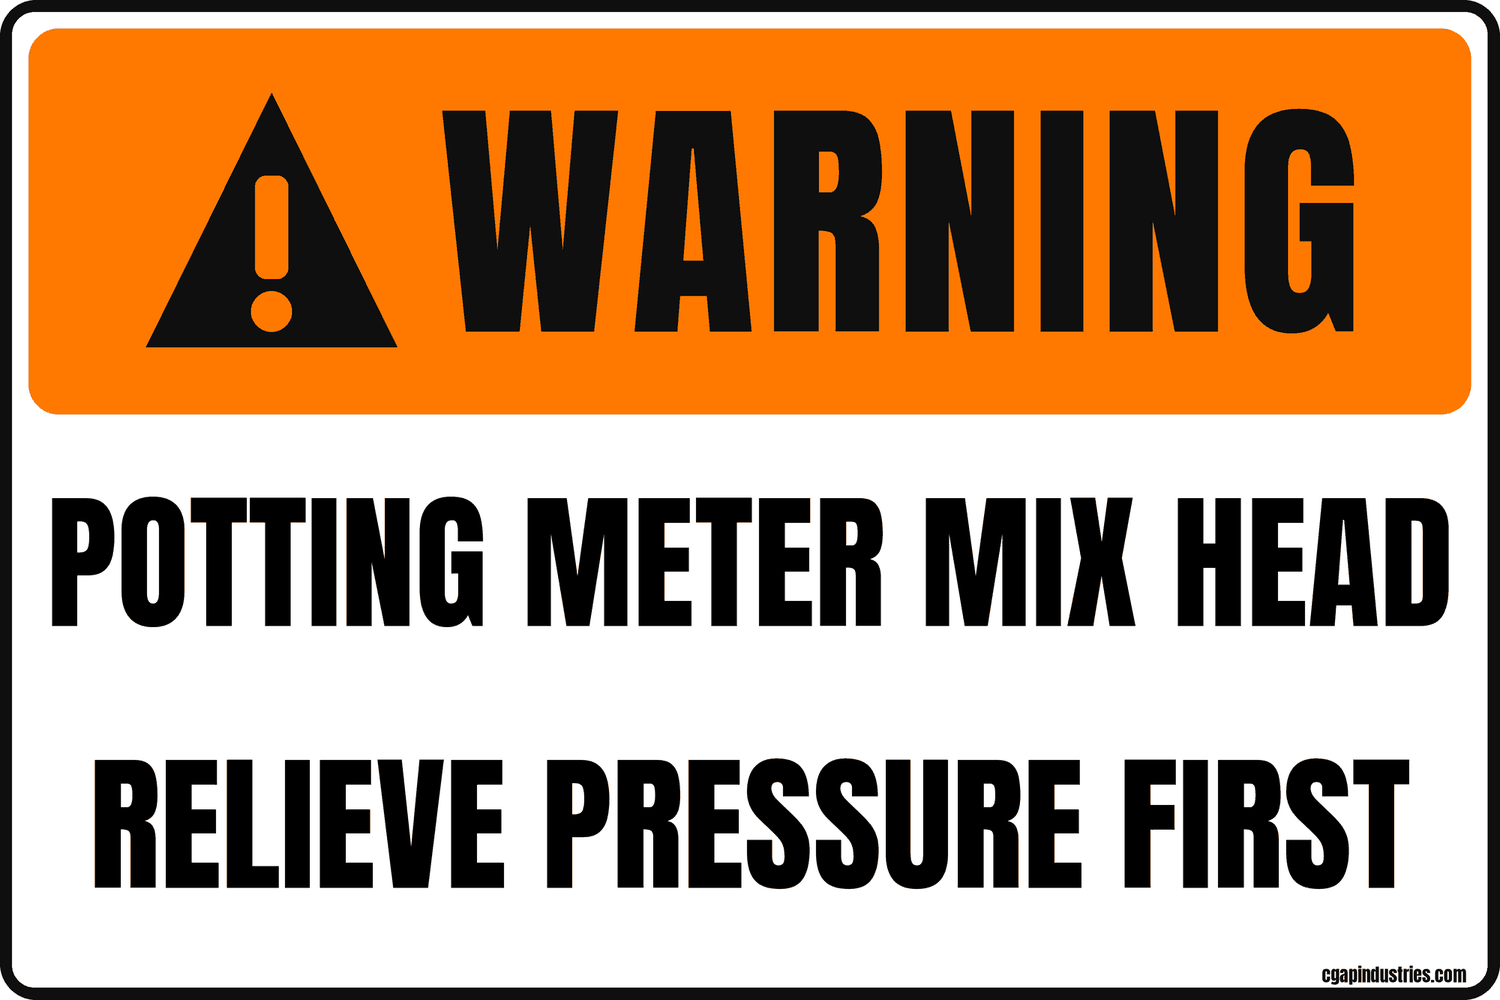 WARNING
POTTING METER MIX HEAD
RELIEVE PRESSURE FIRST
cgapindustries.com